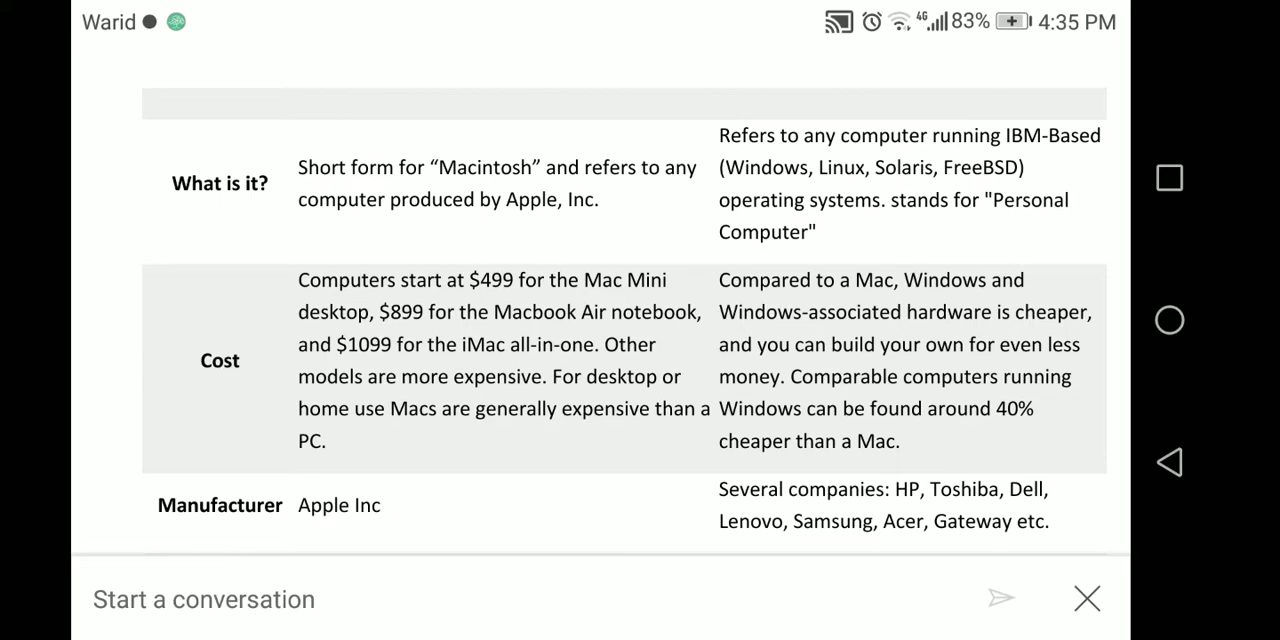 Warid
4G 83% 4:35 PM
What is it?
Short form for “Macintosh” and refers to any
computer produced by Apple, Inc.
Refers to any computer running IBM-Based
(Windows, Linux, Solaris, FreeBSD)
operating systems. stands for "Personal
Computer"
Cost
Computers start at $499 for the Mac Mini
desktop, $899 for the Macbook Air notebook,
and $1099 for the iMac all-in-one. Other
models are more expensive. For desktop or
home use Macs are generally expensive than a
PC.
Compared to a Mac, Windows and
Windows-associated hardware is cheaper,
and you can build your own for even less
money. Comparable computers running
Windows can be found around 40%
cheaper than a Mac.
Manufacturer
Apple Inc
Several companies: HP, Toshiba, Dell,
Lenovo, Samsung, Acer, Gateway etc.
Start a conversation